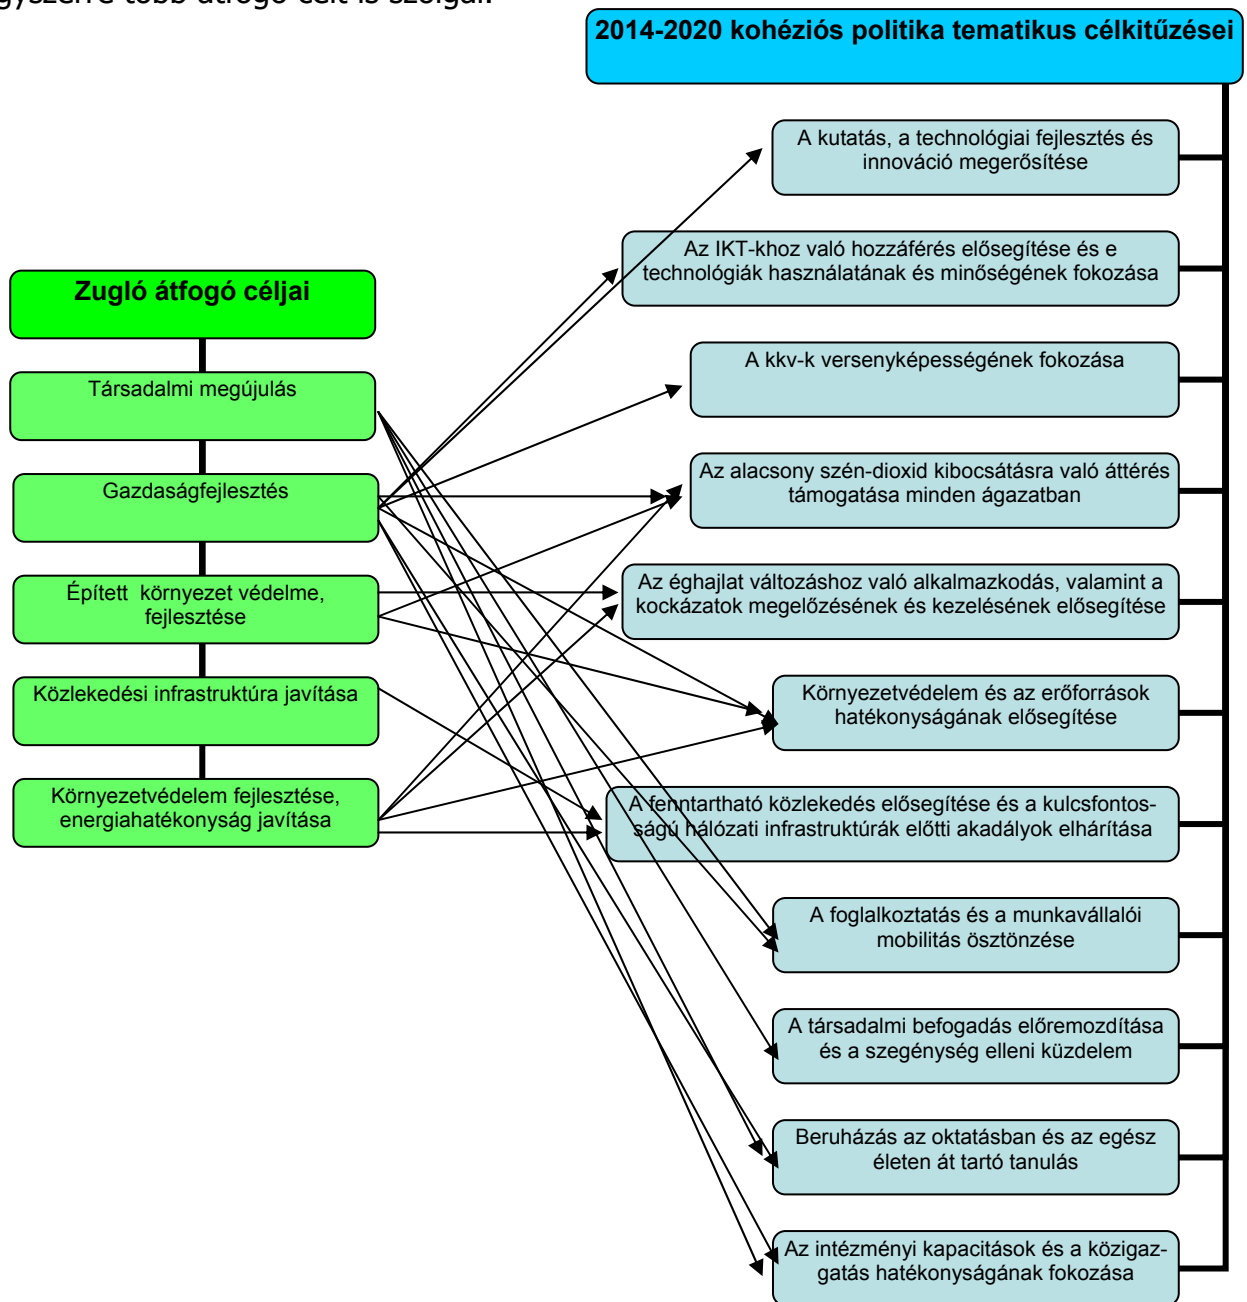 egyszerre több átfogó célt is szolgál.
2014-2020 kohéziós politika tematikus célkitűzései
A kutatás, a technológiai fejlesztés és
innováció megerősítése
Az IKT-khoz való hozzáférés elősegítése és e
technológiák használatának és minőségének fokozása
Zugló átfogó céljai
A kkv-k versenyképességének fokozása
Társadalmi megújulás
Az alacsony szén-dioxid kibocsátásra való áttérés
támogatása minden ágazatban
Gazdaságfejlesztés
Az éghajlat változáshoz való alkalmazkodás, valamint a
kockázatok megelőzésének és kezelésének elősegítése
Épített környezet védelme,
fejlesztése
Környezetvédelem és az erőforrások
hatékonyságának elősegítése
Közlekedési infrastruktúra javítása
Környezetvédelem fejlesztése,
energiahatékonyság javítása
A fenntartható közlekedés elősegítése és a kulcsfontos-
ságú hálózati infrastruktúrák előtti akadályok elhárítása
A foglalkoztatás és a munkavállalói
mobilitás ösztönzése
A társadalmi befogadás előremozdítása
és a szegénység elleni küzdelem
Beruházás az oktatásban és az egész
életen át tartó tanulás
Az intézményi kapacitások és a közigaz-
gatás hatékonyságának fokozása